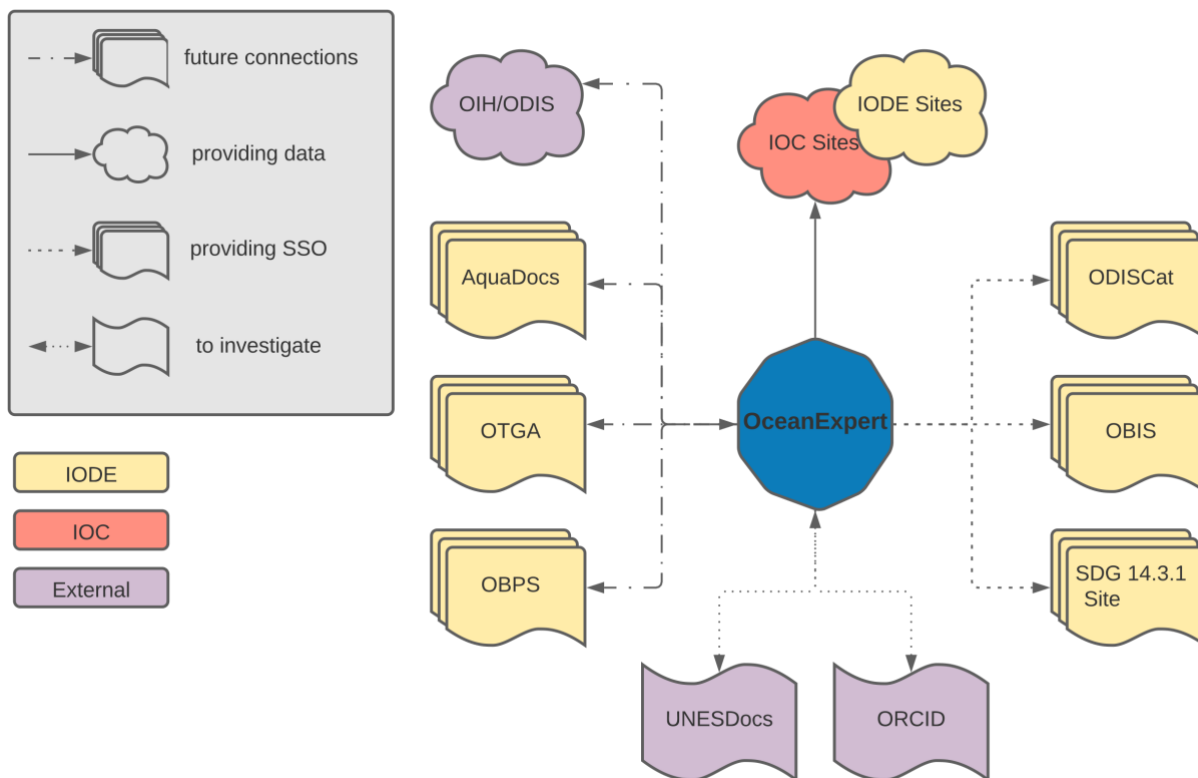 future connections
providing data
providing SSO
to investigate
IODE
IOC
External
OIH/ODIS
IODE Sites
IOC Sites
AquaDocs
ODISCat
OTGA
OceanExpert
OBIS
OBPS
SDG 14.3.1
Site
UNESDocs
ORCID